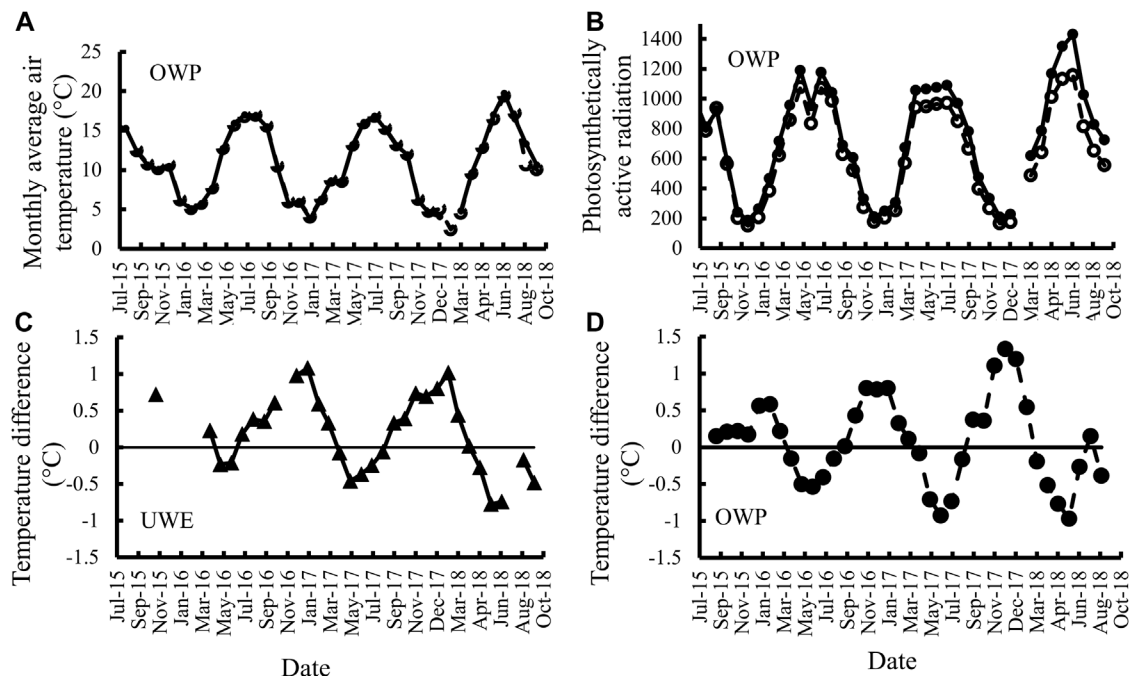 A
Monthly average air
temperature (°C)
25
20
15
10
5
0
OWP
Jul-15
Sep-15
Nov-15
Jan-16
Mar-16
May-16
Jul-16
Sep-16
Nov-16
Jan-17
Mar-17
May-17
Jul-17
Sep-17
Nov-17
Dec-17
Mar-18
Apr-18
Jun-18
Aug-18
Oct-18
B
Photosynthetically
active radiation
1400
1200
1000
800
600
400
200
0
OWP
Jul-15
Sep-15
Nov-15
Jan-16
Mar-16
May-16
Jul-16
Sep-16
Nov-16
Jan-17
Mar-17
May-17
Jul-17
Sep-17
Nov-17
Dec-17
Mar-18
Apr-18
Jun-18
Aug-18
Oct-18
C
Temperature difference
(°C)
1.5
1
0.5
0
-0.5
-1
-1.5
UWE
Jul-15
Sep-15
Nov-15
Jan-16
Mar-16
May-16
Jul-16
Sep-16
Nov-16
Jan-17
Mar-17
May-17
Jul-17
Sep-17
Nov-17
Dec-17
Mar-18
Apr-18
Jun-18
Aug-18
Oct-18
Date
D
Temperature difference
(°C)
1.5
1
0.5
0
-0.5
-1
-1.5
OWP
Jul-15
Sep-15
Nov-15
Jan-16
Mar-16
May-16
Jul-16
Sep-16
Nov-16
Jan-17
Mar-17
May-17
Jul-17
Sep-17
Nov-17
Dec-17
Mar-18
Apr-18
Jun-18
Aug-18
Oct-18
Date